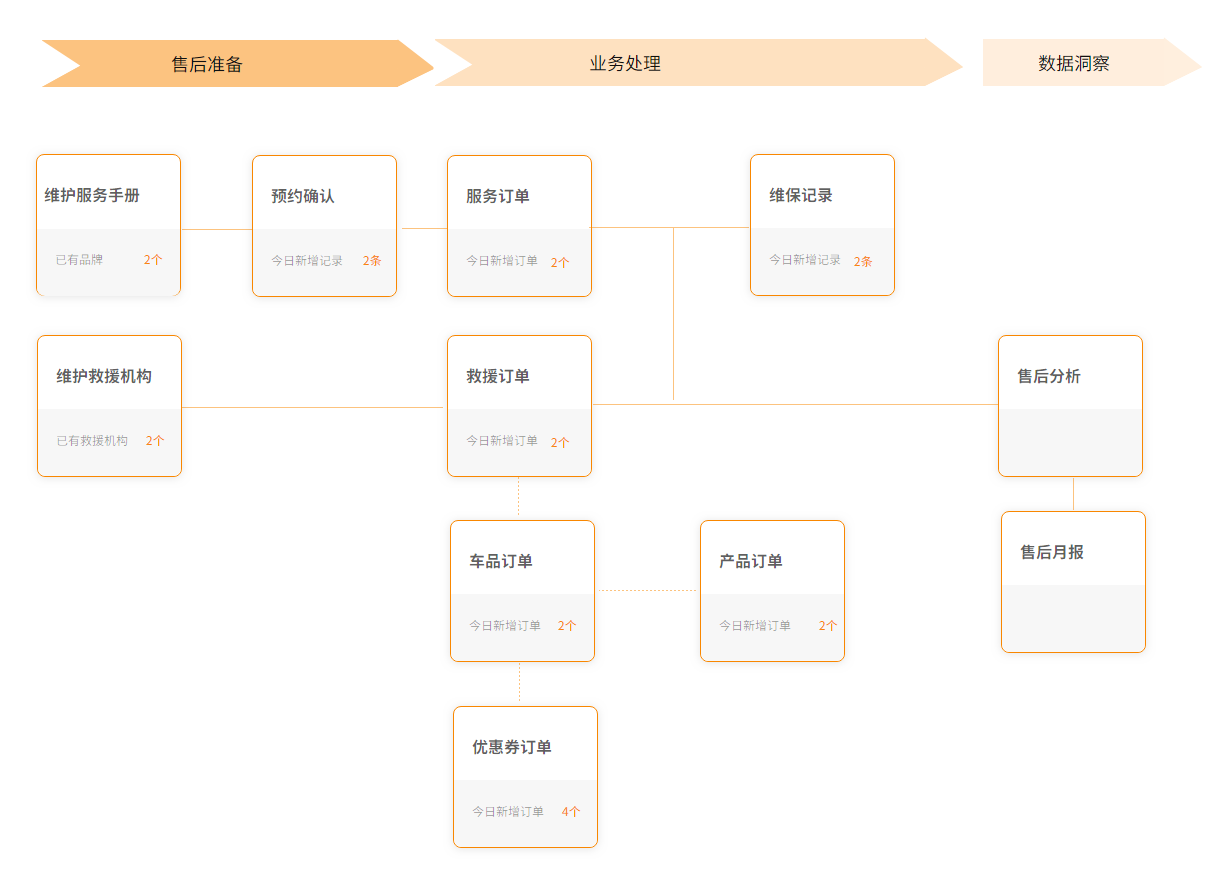 售后准备
业务处理
数据洞察
维护服务手册
已有品牌 2个
预约确认
今日新增记录 2条
服务订单
今日新增订单 2个
维保记录
今日新增记录 2条
维护救援机构
已有救援机构 2个
救援订单
今日新增订单 2个
售后分析
车品订单
今日新增订单 2个
产品订单
今日新增订单 2个
售后月报
优惠券订单
今日新增订单 4个